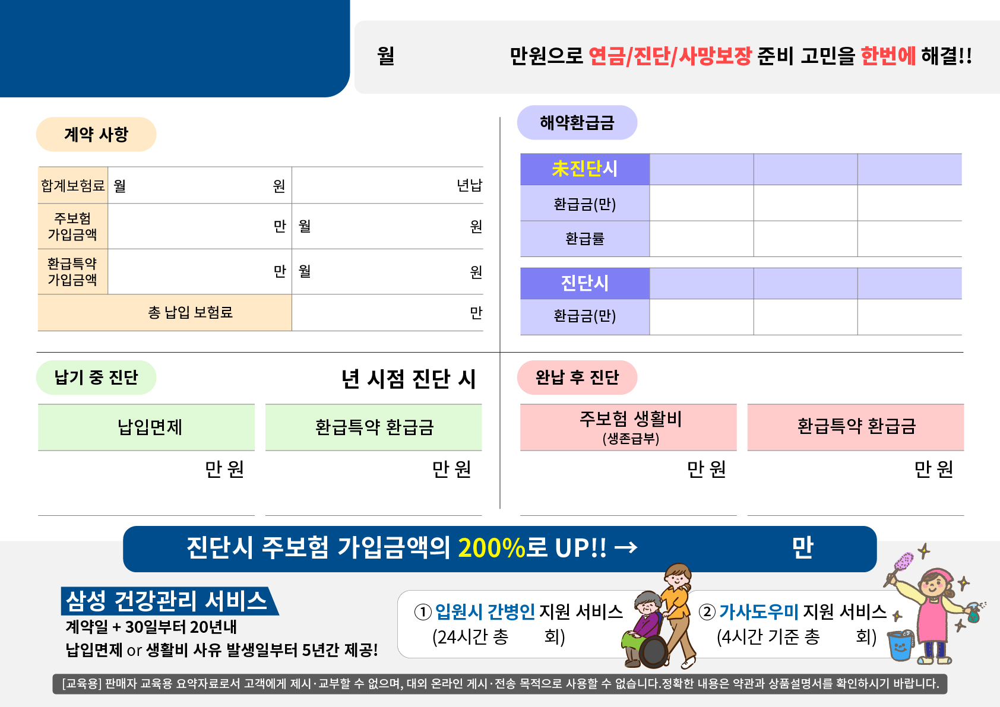 월 만원으로 연금/진단/사망보장 준비 고민을 한번에 해결!!
계약 사항
합계보험료 월 원 년납
주보험
가입금액 만 월 원
환급특약
가입금액 만 월 원
총 납입 보험료 만
해약환급금
未진단시
환급금(만)
환급률
진단시
환급금(만)
납기 중 진단 년 시점 진단 시
납입면제 환급특약 환급금
만 원 만 원
완납 후 진단
주보험 생활비
(생존급부)
환급특약 환급금
만 원 만 원
진단시 주보험 가입금액의 200%로 UP!! → 만
삼성 건강관리 서비스
계약일 + 30일부터 20년내
납입면제 or 생활비 사유 발생일부터 5년간 제공!
① 입원시 간병인 지원 서비스
(24시간 총 회)
② 가사도우미 지원 서비스
(4시간 기준 총 회)
[교육용] 판매자 교육용 요약자료로서 고객에게 제시·교부할 수 없으며, 대외 온라인 게시·전송 목적으로 사용할 수 없습니다.정확한 내용은 약관과 상품설명서를 확인하시기 바랍니다.